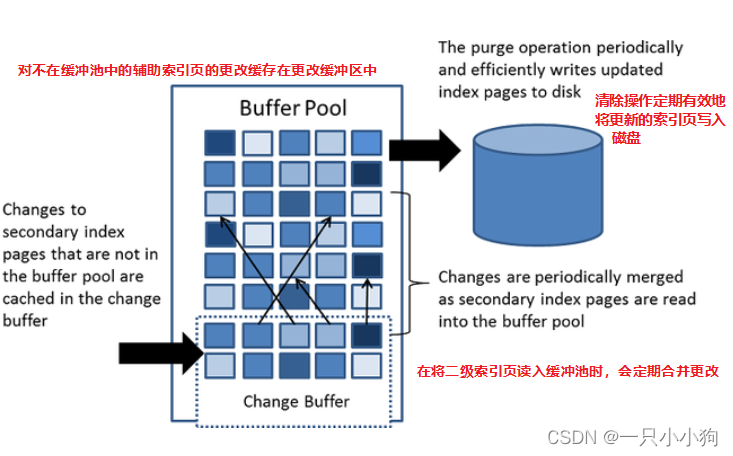 对不在缓冲池中的辅助索引页的更改缓存在更改缓冲区中
Buffer Pool
The purge operation periodically
and efficiently writes updated
index pages to disk
清除操作定期有效地
将更新的索引页写入
磁盘
Changes to
secondary index
pages that are not in
the buffer pool are
cached in the change
buffer
Changes are periodically merged
as secondary index pages are read
into the buffer pool
在将二级索引页读入缓冲池时，会定期合并更改
Change Buffer
CSDN @一只小小狗